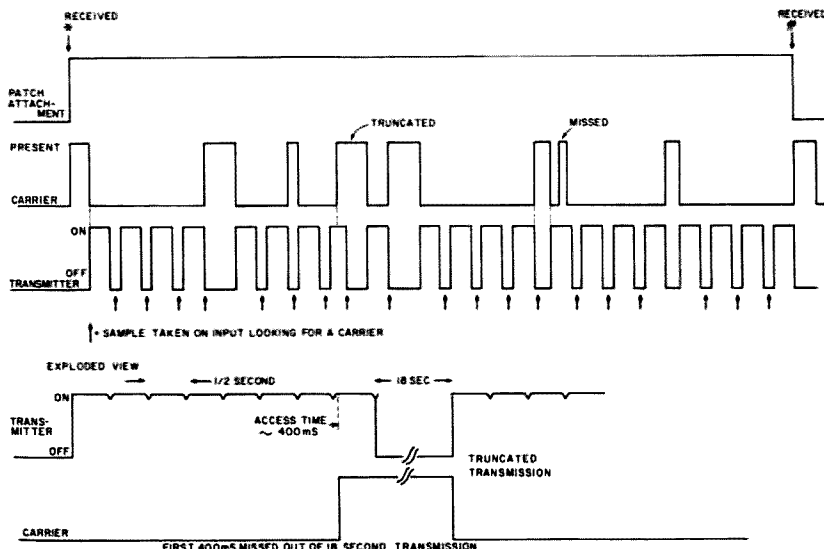 RECEIVED
*
RECEIVED
#
PATCH
ATTACH-
MENT
TRUNCATED
MISSED
PRESENT
CARRIER
ON
OFF
TRANSMITTER
= SAMPLE TAKEN ON INPUT LOOKING FOR A CARRIER
EXPLODED VIEW
1/2 SECOND
18 SEC
ON
TRANS-
MITTER
OFF
ACCESS TIME
~ 400mS
TRUNCATED
TRANSMISSION
CARRIER
FIRST 400mS MISSED OUT OF 18 SECOND TRANSMISSION